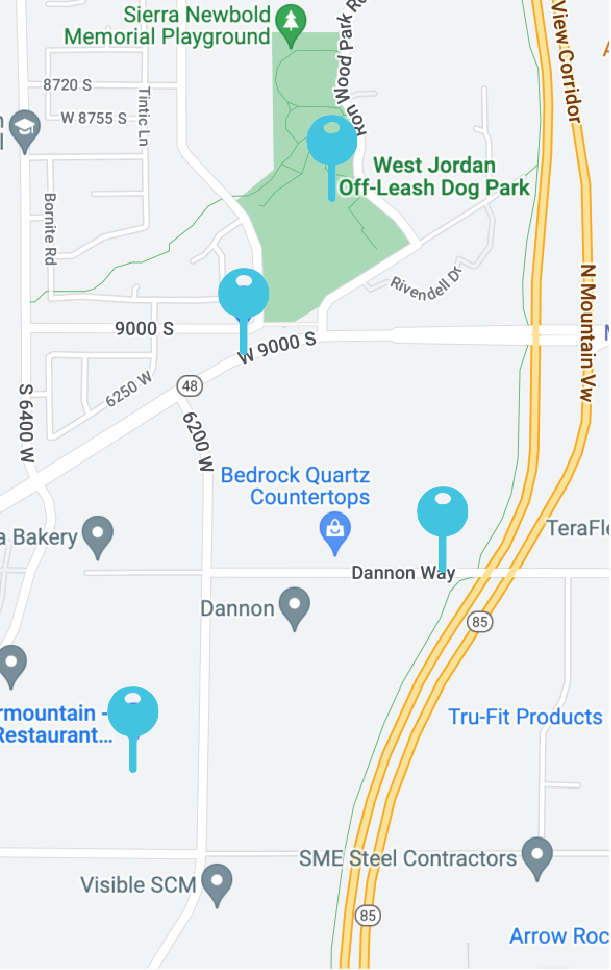 Sierra Newbold
Memorial Playground
Ron Wood Park
View Corridor
8720 S
W 8755 S
Tintic Ln
West Jordan
Off-Leash Dog Park
Bornite Rd
Rivendell Dr
N Mountain Vw
9000 S
W 9000 S
6250 W
48
S 6400 W
6200 W
Bedrock Quartz
Countertops
a Bakery
TeraFle
Dannon Way
Dannon
85
rmountain -
Restaurant...
Tru-Fit Products
SME Steel Contractors
Visible SCM
85
Arrow Roc